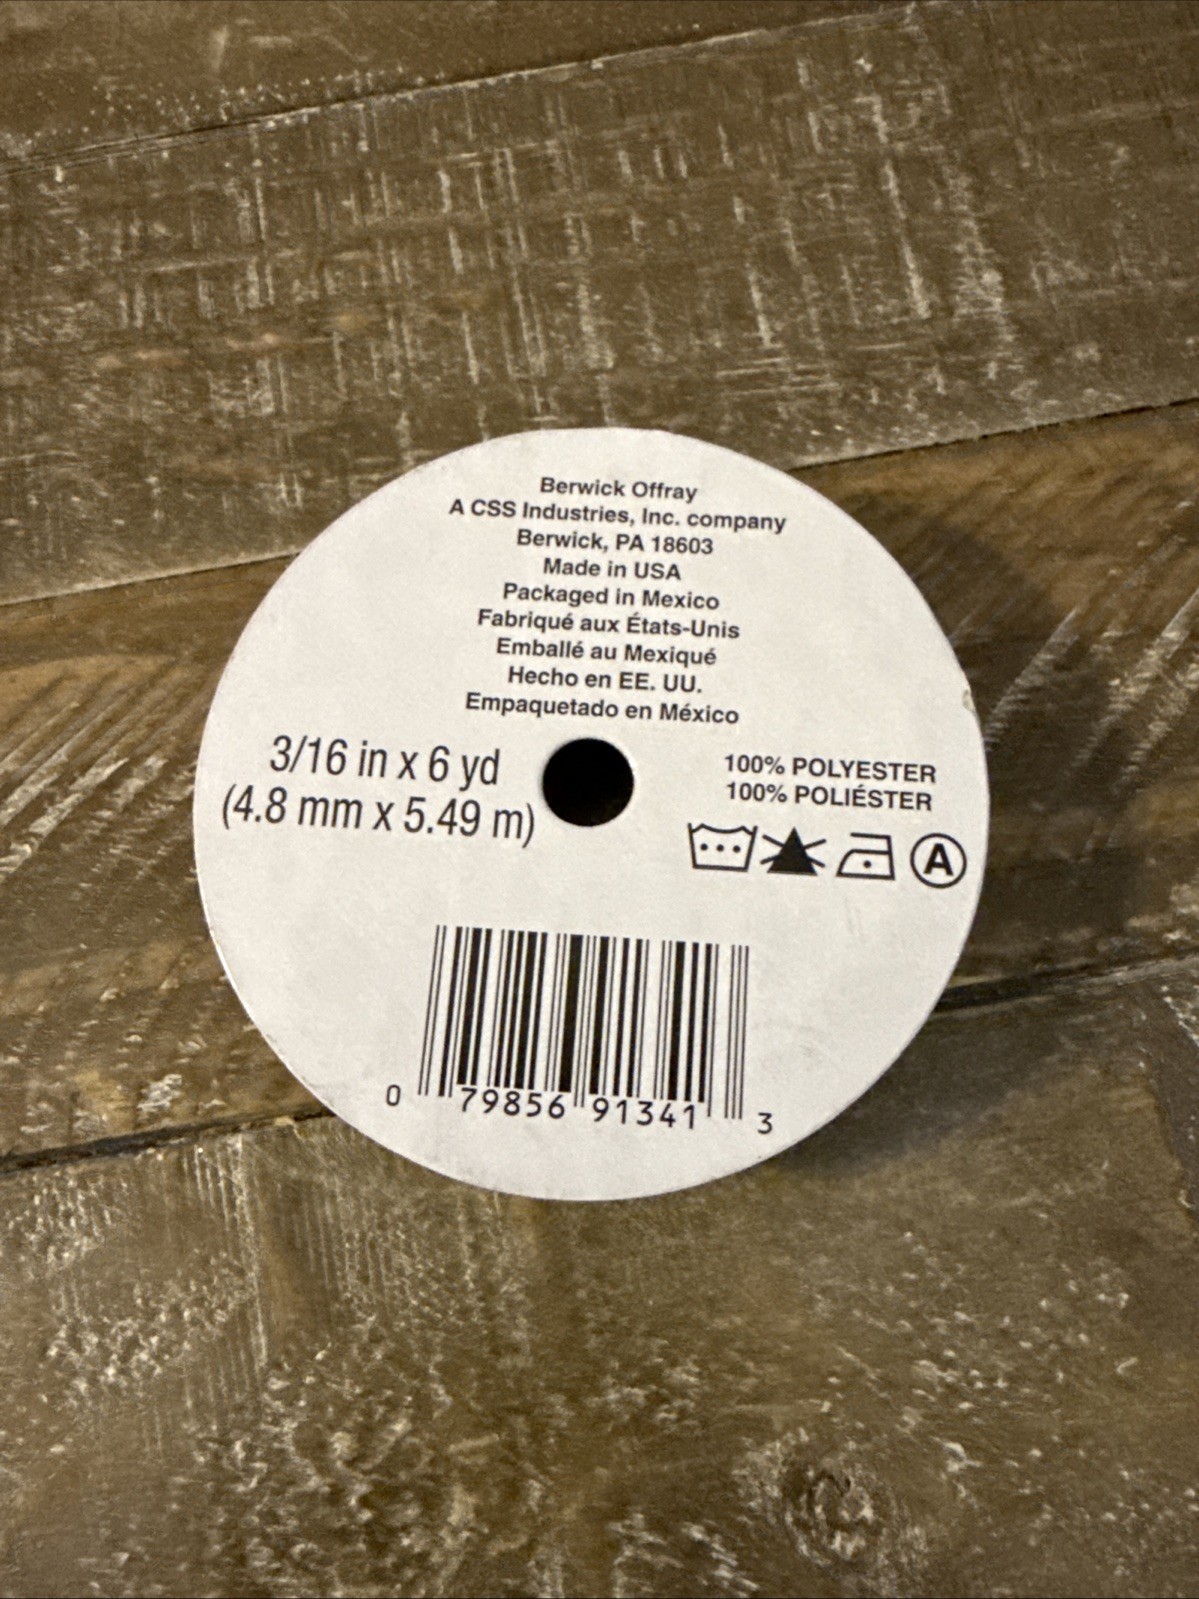 Berwick Offray
A CSS Industries, Inc. company
Berwick, PA 18603
Made in USA
Packaged in Mexico
Fabriqué aux États-Unis
Emballé au Mexiqué
Hecho en EE. UU.
Empaquetado en México
3/16 in x 6 yd
(4.8 mm x 5.49 m)
100% POLYESTER
100% POLIÉSTER
A
0 79856 91341 3